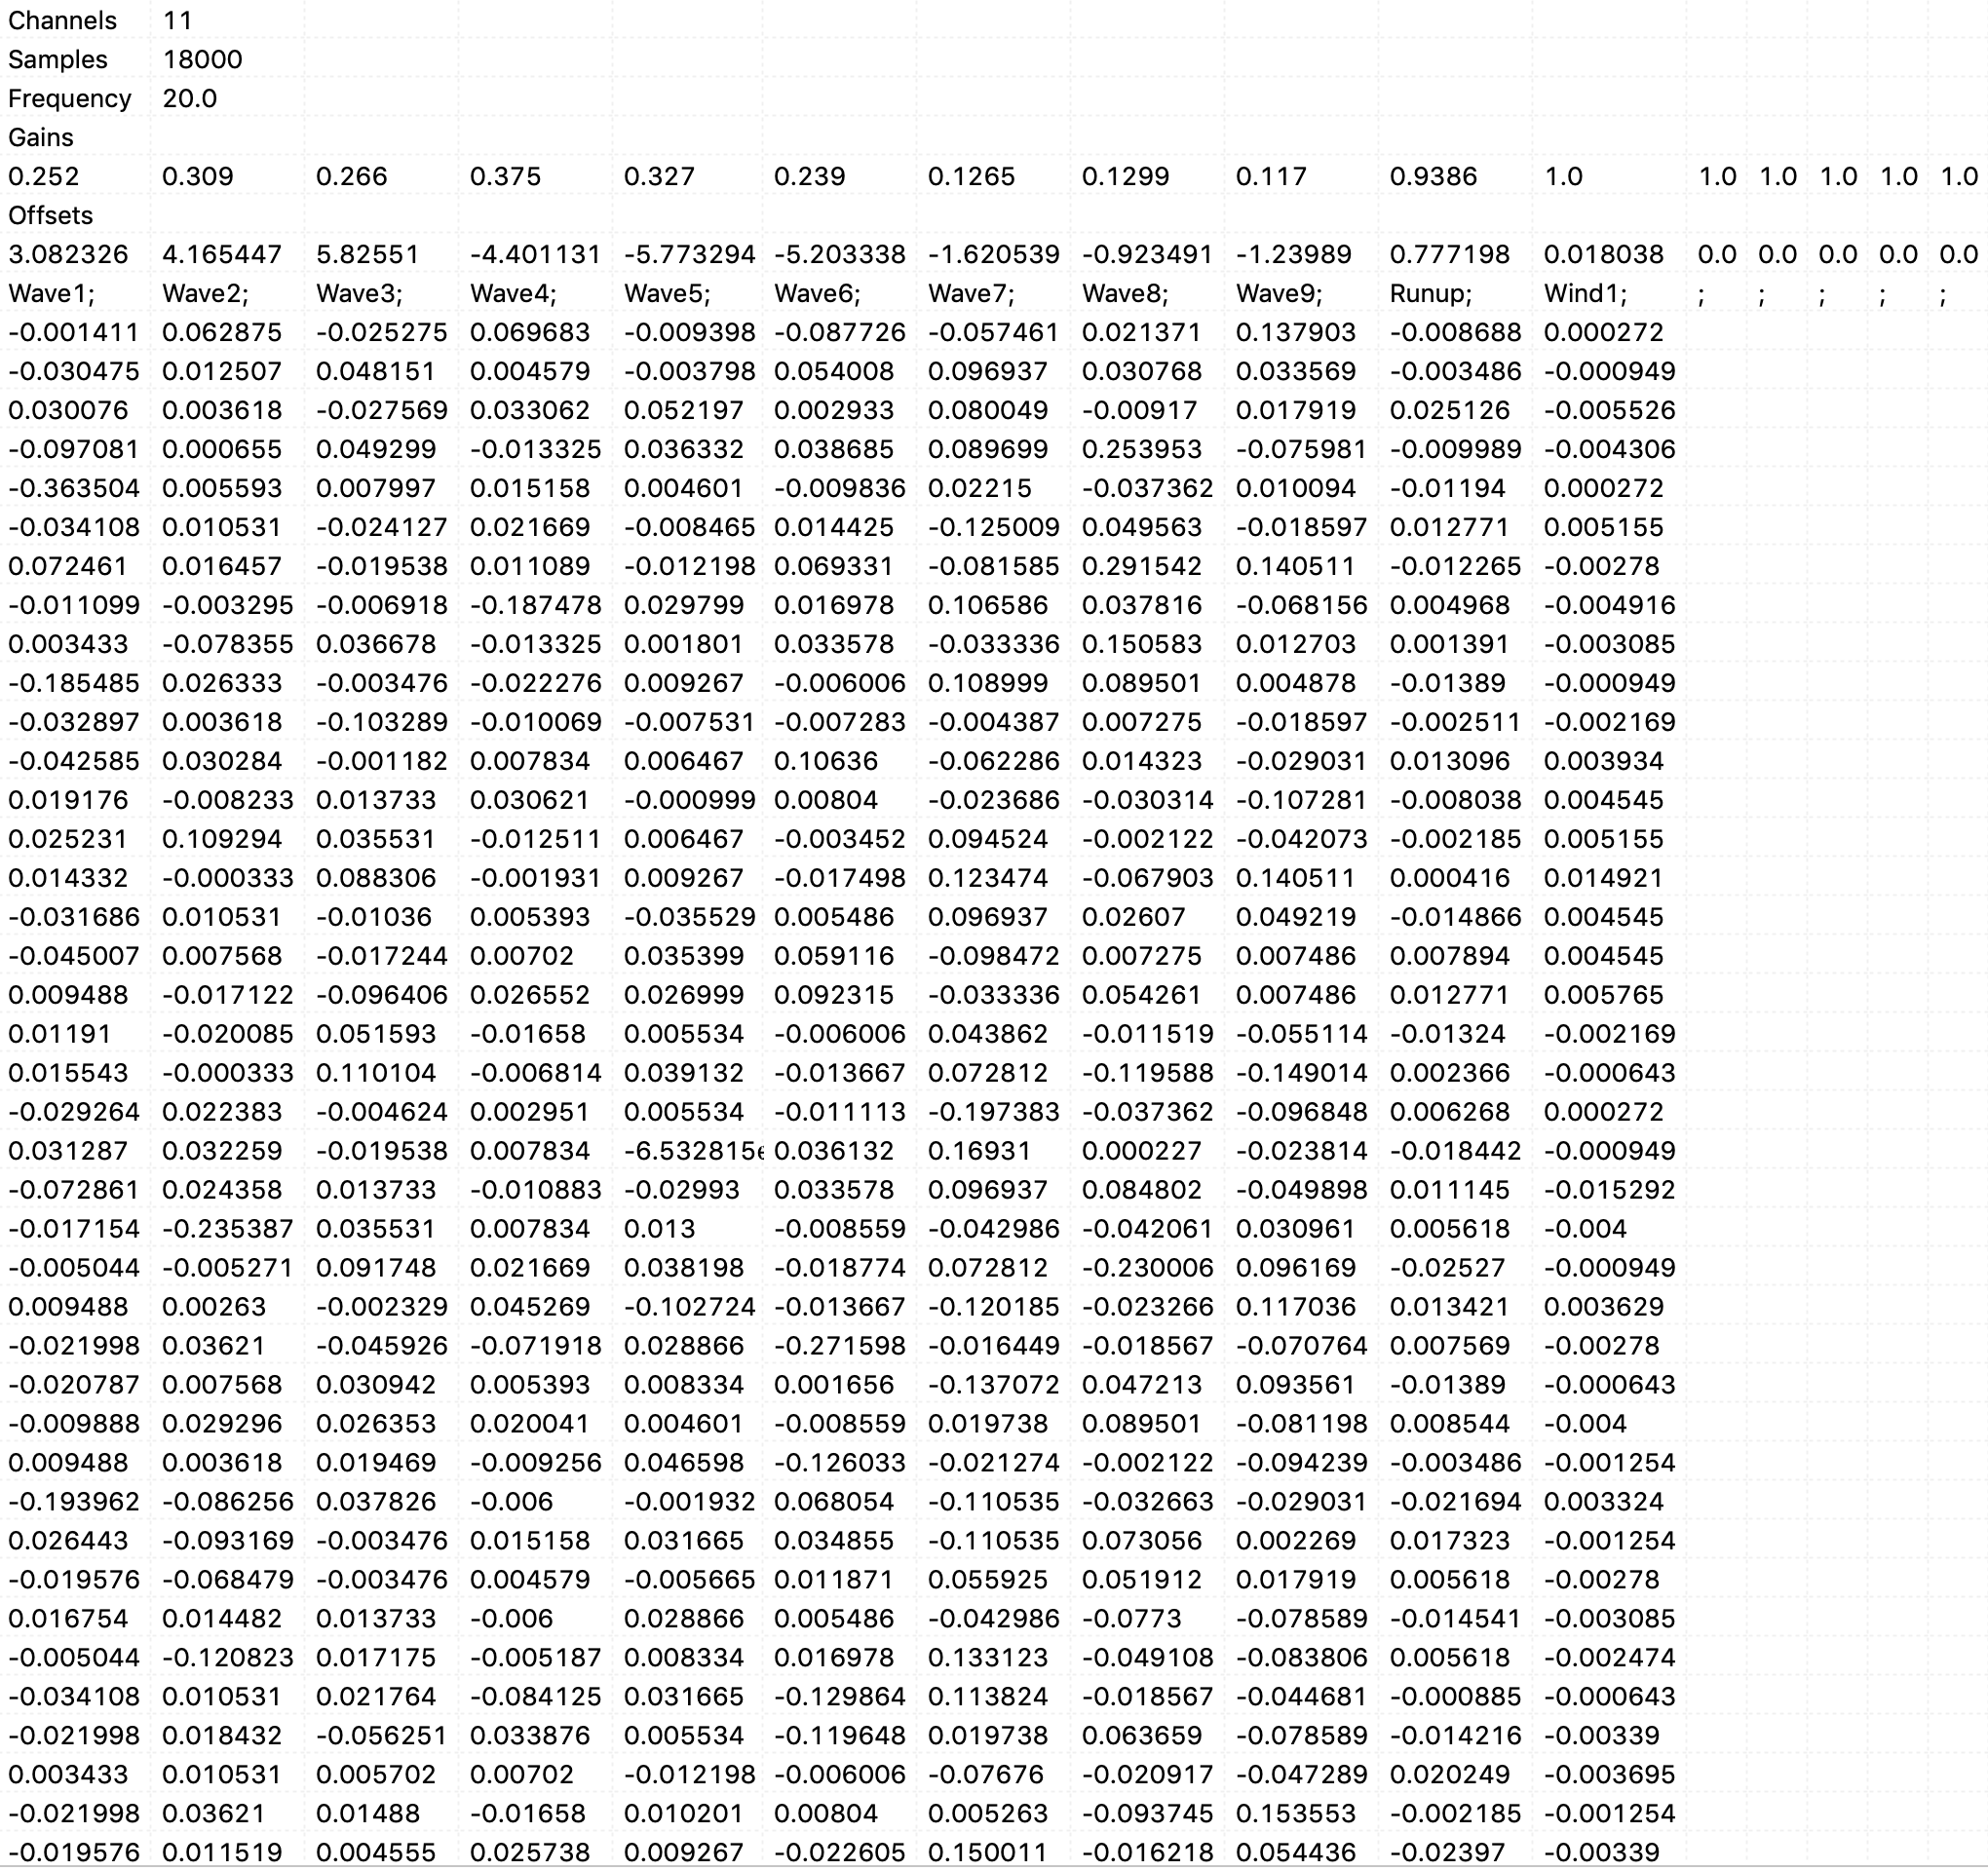 Channels 11
Samples 18000
Frequency 20.0
Gains
0.252 0.309 0.266 0.375 0.327 0.239 0.1265 0.1299 0.117 0.9386 1.0 1.0 1.0 1.0 1.0 1.0
Offsets
3.082326 4.165447 5.82551 -4.401131 -5.773294 -5.203338 -1.620539 -0.923491 -1.23989 0.777198 0.018038 0.0 0.0 0.0 0.0 0.0
Wave1; Wave2; Wave3; Wave4; Wave5; Wave6; Wave7; Wave8; Wave9; Runup; Wind1; ; ; ; ; ;
-0.001411 0.062875 -0.025275 0.069683 -0.009398 -0.087726 -0.057461 0.021371 0.137903 -0.008688 0.000272
-0.030475 0.012507 0.048151 0.004579 -0.003798 0.054008 0.096937 0.030768 0.033569 -0.003486 -0.000949
0.030076 0.003618 -0.027569 0.033062 0.052197 0.002933 0.080049 -0.00917 0.017919 0.025126 -0.005526
-0.097081 0.000655 0.049299 -0.013325 0.036332 0.038685 0.089699 0.253953 -0.075981 -0.009989 -0.004306
-0.363504 0.005593 0.007997 0.015158 0.004601 -0.009836 0.02215 -0.037362 0.010094 -0.01194 0.000272
-0.034108 0.010531 -0.024127 0.021669 -0.008465 0.014425 -0.125009 0.049563 -0.018597 0.012771 0.005155
0.072461 0.016457 -0.019538 0.011089 -0.012198 0.069331 -0.081585 0.291542 0.140511 -0.012265 -0.00278
-0.011099 -0.003295 -0.006918 -0.187478 0.029799 0.016978 0.106586 0.037816 -0.068156 0.004968 -0.004916
0.003433 -0.078355 0.036678 -0.013325 0.001801 0.033578 -0.033336 0.150583 0.012703 0.001391 -0.003085
-0.185485 0.026333 -0.003476 -0.022276 0.009267 -0.006006 0.108999 0.089501 0.004878 -0.01389 -0.000949
-0.032897 0.003618 -0.103289 -0.010069 -0.007531 -0.007283 -0.004387 0.007275 -0.018597 -0.002511 -0.002169
-0.042585 0.030284 -0.001182 0.007834 0.006467 0.10636 -0.062286 0.014323 -0.029031 0.013096 0.003934
0.019176 -0.008233 0.013733 0.030621 -0.000999 0.00804 -0.023686 -0.030314 -0.107281 -0.008038 0.004545
0.025231 0.109294 0.035531 -0.012511 0.006467 -0.003452 0.094524 -0.002122 -0.042073 -0.002185 0.005155
0.014332 -0.000333 0.088306 -0.001931 0.009267 -0.017498 0.123474 -0.067903 0.140511 0.000416 0.014921
-0.031686 0.010531 -0.01036 0.005393 -0.035529 0.005486 0.096937 0.02607 0.049219 -0.014866 0.004545
-0.045007 0.007568 -0.017244 0.00702 0.035399 0.059116 -0.098472 0.007275 0.007486 0.007894 0.004545
0.009488 -0.017122 -0.096406 0.026552 0.026999 0.092315 -0.033336 0.054261 0.007486 0.012771 0.005765
0.01191 -0.020085 0.051593 -0.01658 0.005534 -0.006006 0.043862 -0.011519 -0.055114 -0.01324 -0.002169
0.015543 -0.000333 0.110104 -0.006814 0.039132 -0.013667 0.072812 -0.119588 -0.149014 0.002366 -0.000643
-0.029264 0.022383 -0.004624 0.002951 0.005534 -0.011113 -0.197383 -0.037362 -0.096848 0.006268 0.000272
0.031287 0.032259 -0.019538 0.007834 -6.532815e 0.036132 0.16931 0.000227 -0.023814 -0.018442 -0.000949
-0.072861 0.024358 0.013733 -0.010883 -0.02993 0.033578 0.096937 0.084802 -0.049898 0.011145 -0.015292
-0.017154 -0.235387 0.035531 0.007834 0.013 -0.008559 -0.042986 -0.042061 0.030961 0.005618 -0.004
-0.005044 -0.005271 0.091748 0.021669 0.038198 -0.018774 0.072812 -0.230006 0.096169 -0.02527 -0.000949
0.009488 0.00263 -0.002329 0.045269 -0.102724 -0.013667 -0.120185 -0.023266 0.117036 0.013421 0.003629
-0.021998 0.03621 -0.045926 -0.071918 0.028866 -0.271598 -0.016449 -0.018567 -0.070764 0.007569 -0.00278
-0.020787 0.007568 0.030942 0.005393 0.008334 0.001656 -0.137072 0.047213 0.093561 -0.01389 -0.000643
-0.009888 0.029296 0.026353 0.020041 0.004601 -0.008559 0.019738 0.089501 -0.081198 0.008544 -0.004
0.009488 0.003618 0.019469 -0.009256 0.046598 -0.126033 -0.021274 -0.002122 -0.094239 -0.003486 -0.001254
-0.193962 -0.086256 0.037826 -0.006 -0.001932 0.068054 -0.110535 -0.032663 -0.029031 -0.021694 0.003324
0.026443 -0.093169 -0.003476 0.015158 0.031665 0.034855 -0.110535 0.073056 0.002269 0.017323 -0.001254
-0.019576 -0.068479 -0.003476 0.004579 -0.005665 0.011871 0.055925 0.051912 0.017919 0.005618 -0.00278
0.016754 0.014482 0.013733 -0.006 0.028866 0.005486 -0.042986 -0.0773 -0.078589 -0.014541 -0.003085
-0.005044 -0.120823 0.017175 -0.005187 0.008334 0.016978 0.133123 -0.049108 -0.083806 0.005618 -0.002474
-0.034108 0.010531 0.021764 -0.084125 0.031665 -0.129864 0.113824 -0.018567 -0.044681 -0.000885 -0.000643
-0.021998 0.018432 -0.056251 0.033876 0.005534 -0.119648 0.019738 0.063659 -0.078589 -0.014216 -0.00339
0.003433 0.010531 0.005702 0.00702 -0.012198 -0.006006 -0.07676 -0.020917 -0.047289 0.020249 -0.003695
-0.021998 0.03621 0.01488 -0.01658 0.010201 0.00804 0.005263 -0.093745 0.153553 -0.002185 -0.001254
-0.019576 0.011519 0.004555 0.025738 0.009267 -0.022605 0.150011 -0.016218 0.054436 -0.02397 -0.00339